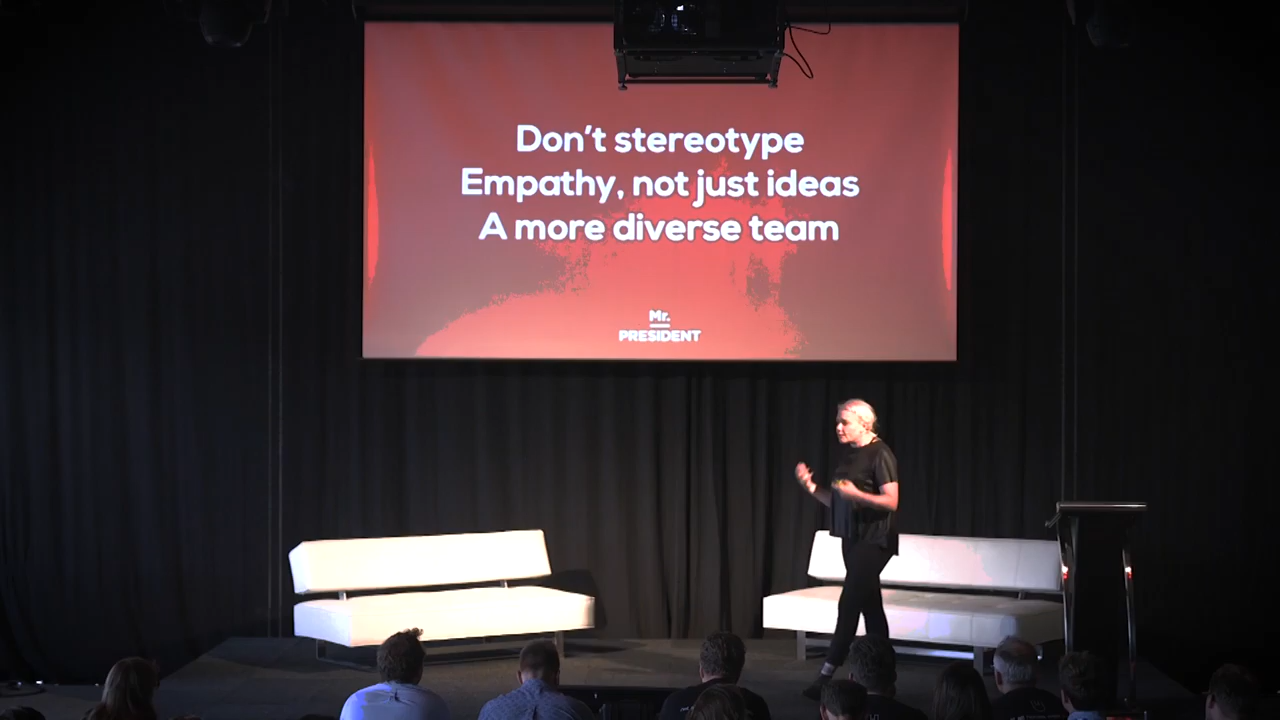 Don't stereotype
Empathy, not just ideas
A more diverse team
Mr.
PRESIDENT